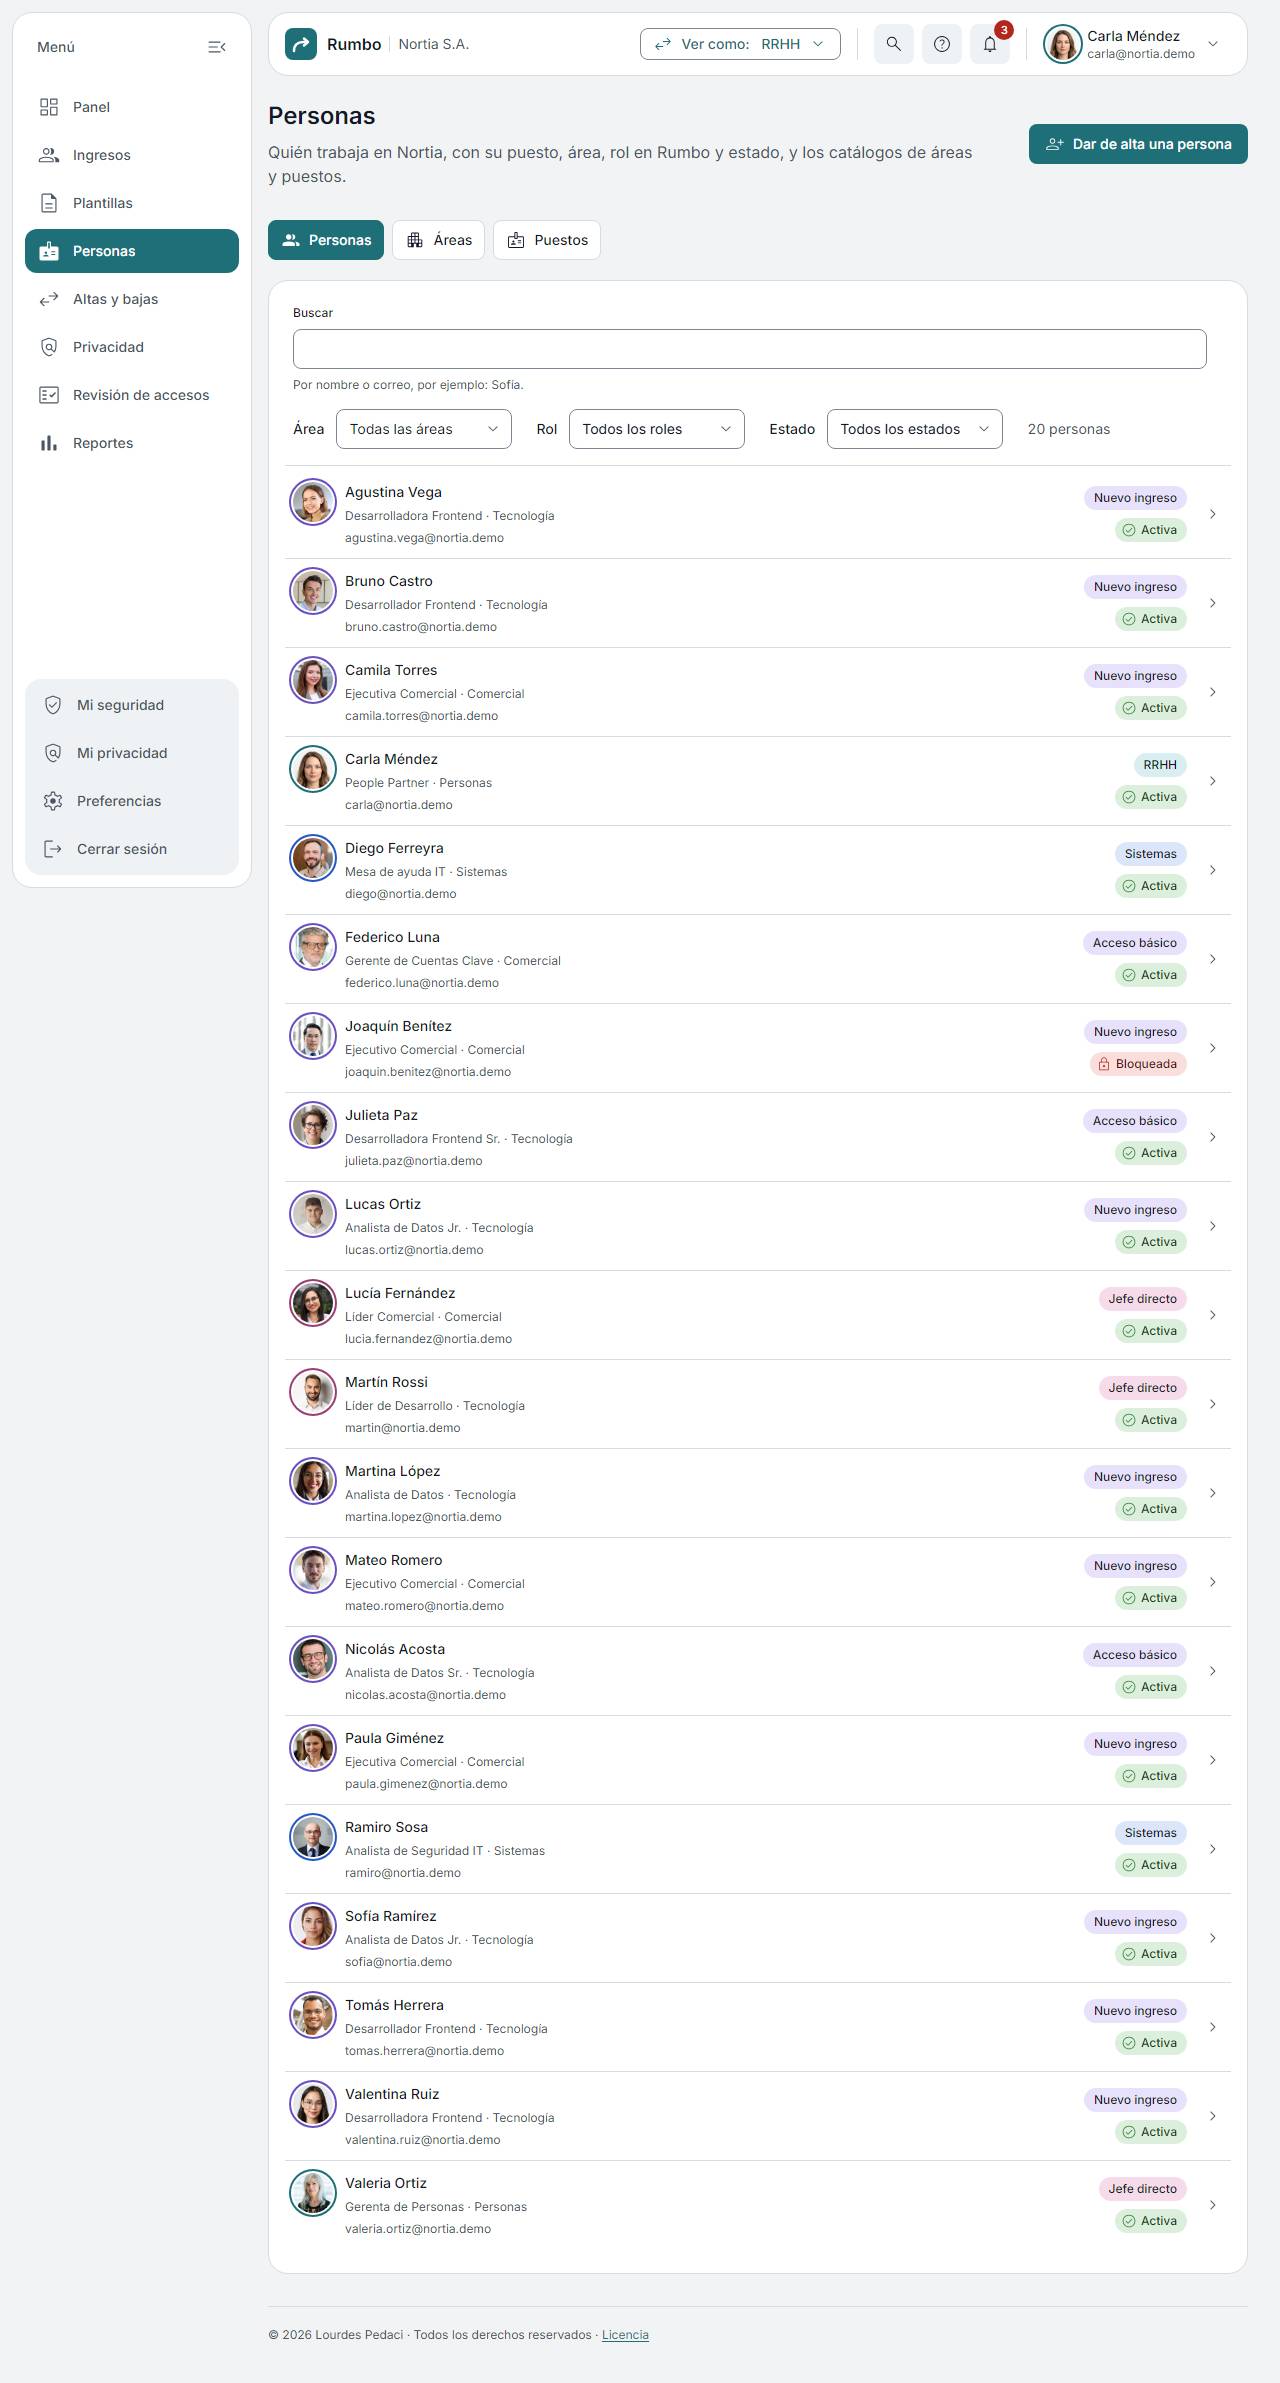 Menú
Panel
Ingresos
Plantillas
Personas
Altas y bajas
Privacidad
Revisión de accesos
Reportes
Mi seguridad
Mi privacidad
Preferencias
Cerrar sesión
Rumbo Nortia S.A.
Ver como: RRHH
3
Carla Méndez
carla@nortia.demo
Personas
Quién trabaja en Nortia, con su puesto, área, rol en Rumbo y estado, y los catálogos de áreas
y puestos.
Dar de alta una persona
Personas Áreas Puestos
Buscar
Por nombre o correo, por ejemplo: Sofía.
Área Todas las áreas Rol Todos los roles Estado Todos los estados 20 personas
Agustina Vega
Desarrolladora Frontend · Tecnología
agustina.vega@nortia.demo
Nuevo ingreso
Activa
Bruno Castro
Desarrollador Frontend · Tecnología
bruno.castro@nortia.demo
Nuevo ingreso
Activa
Camila Torres
Ejecutiva Comercial · Comercial
camila.torres@nortia.demo
Nuevo ingreso
Activa
Carla Méndez
People Partner · Personas
carla@nortia.demo
RRHH
Activa
Diego Ferreyra
Mesa de ayuda IT · Sistemas
diego@nortia.demo
Sistemas
Activa
Federico Luna
Gerente de Cuentas Clave · Comercial
federico.luna@nortia.demo
Acceso básico
Activa
Joaquín Benítez
Ejecutivo Comercial · Comercial
joaquin.benitez@nortia.demo
Nuevo ingreso
Bloqueada
Julieta Paz
Desarrolladora Frontend Sr. · Tecnología
julieta.paz@nortia.demo
Acceso básico
Activa
Lucas Ortiz
Analista de Datos Jr. · Tecnología
lucas.ortiz@nortia.demo
Nuevo ingreso
Activa
Lucía Fernández
Líder Comercial · Comercial
lucia.fernandez@nortia.demo
Jefe directo
Activa
Martín Rossi
Líder de Desarrollo · Tecnología
martin@nortia.demo
Jefe directo
Activa
Martina López
Analista de Datos · Tecnología
martina.lopez@nortia.demo
Nuevo ingreso
Activa
Mateo Romero
Ejecutivo Comercial · Comercial
mateo.romero@nortia.demo
Nuevo ingreso
Activa
Nicolás Acosta
Analista de Datos Sr. · Tecnología
nicolas.acosta@nortia.demo
Acceso básico
Activa
Paula Giménez
Ejecutiva Comercial · Comercial
paula.gimenez@nortia.demo
Nuevo ingreso
Activa
Ramiro Sosa
Analista de Seguridad IT · Sistemas
ramiro@nortia.demo
Sistemas
Activa
Sofía Ramírez
Analista de Datos Jr. · Tecnología
sofia@nortia.demo
Nuevo ingreso
Activa
Tomás Herrera
Desarrollador Frontend · Tecnología
tomas.herrera@nortia.demo
Nuevo ingreso
Activa
Valentina Ruiz
Desarrolladora Frontend · Tecnología
valentina.ruiz@nortia.demo
Nuevo ingreso
Activa
Valeria Ortiz
Gerenta de Personas · Personas
valeria.ortiz@nortia.demo
Jefe directo
Activa
© 2026 Lourdes Pedaci · Todos los derechos reservados · Licencia